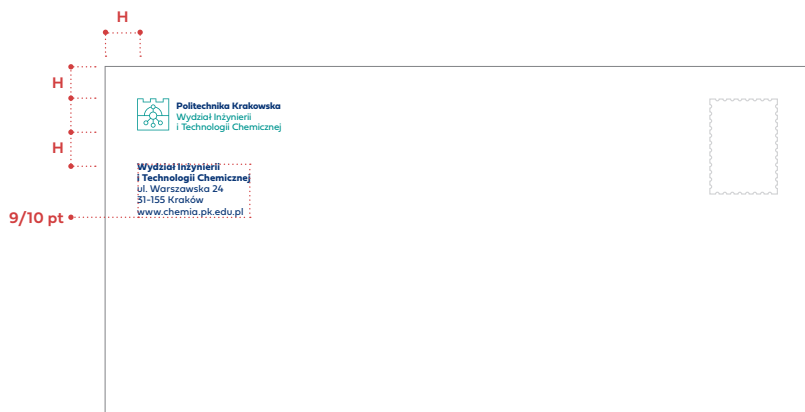 H
H
Politechnika Krakowska
Wydział Inżynierii
i Technologii Chemicznej
H
Wydział Inżynierii
i Technologii Chemicznej
ul. Warszawska 24
31-155 Kraków
www.chemia.pk.edu.pl
9/10 pt